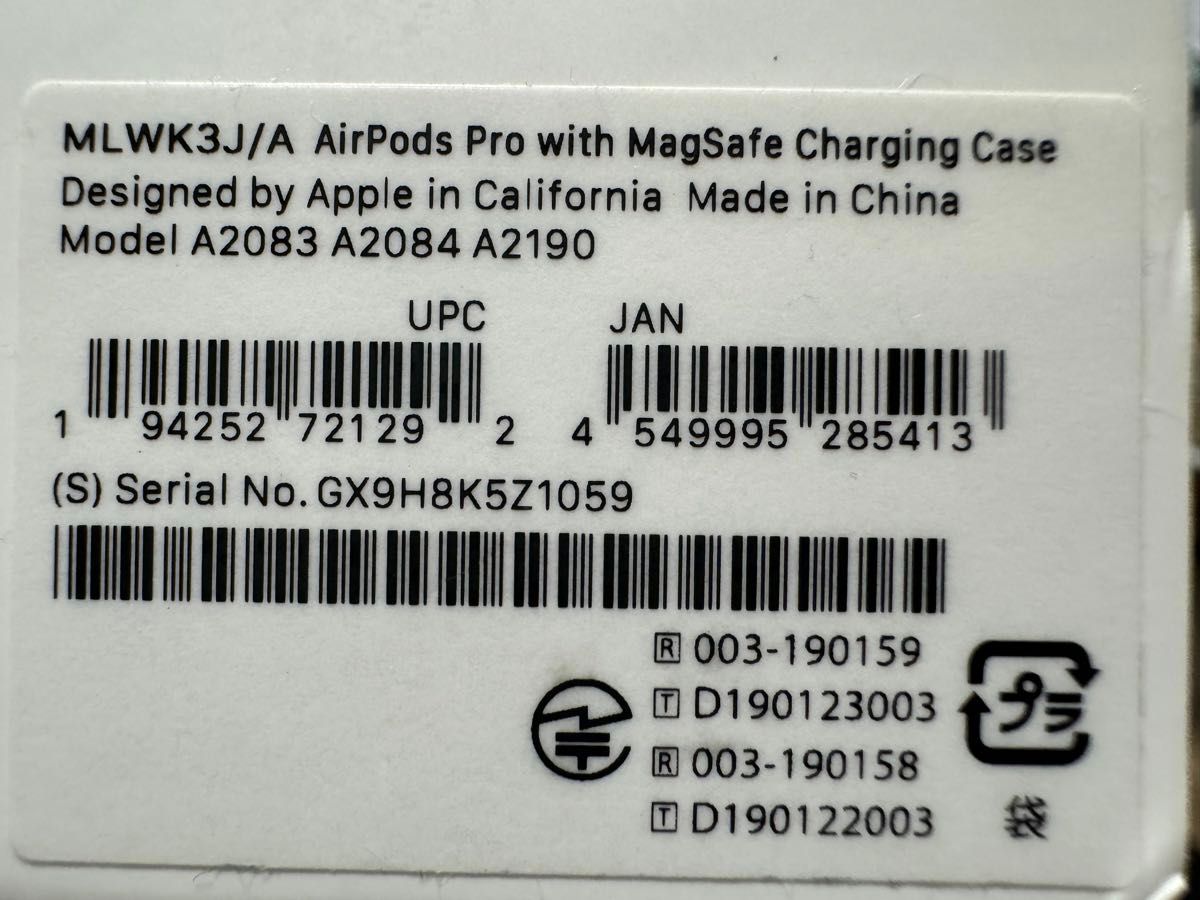 MLWK3J/A AirPods Pro with MagSafe Charging Case
Designed by Apple in California Made in China
Model A2083 A2084 A2190
UPC JAN
1 94252 72129 2 4 549995 285413
(S) Serial No. GX9H8K5Z1059
R 003-190159
T D190123003
R 003-190158
T D190122003
プラ
袋